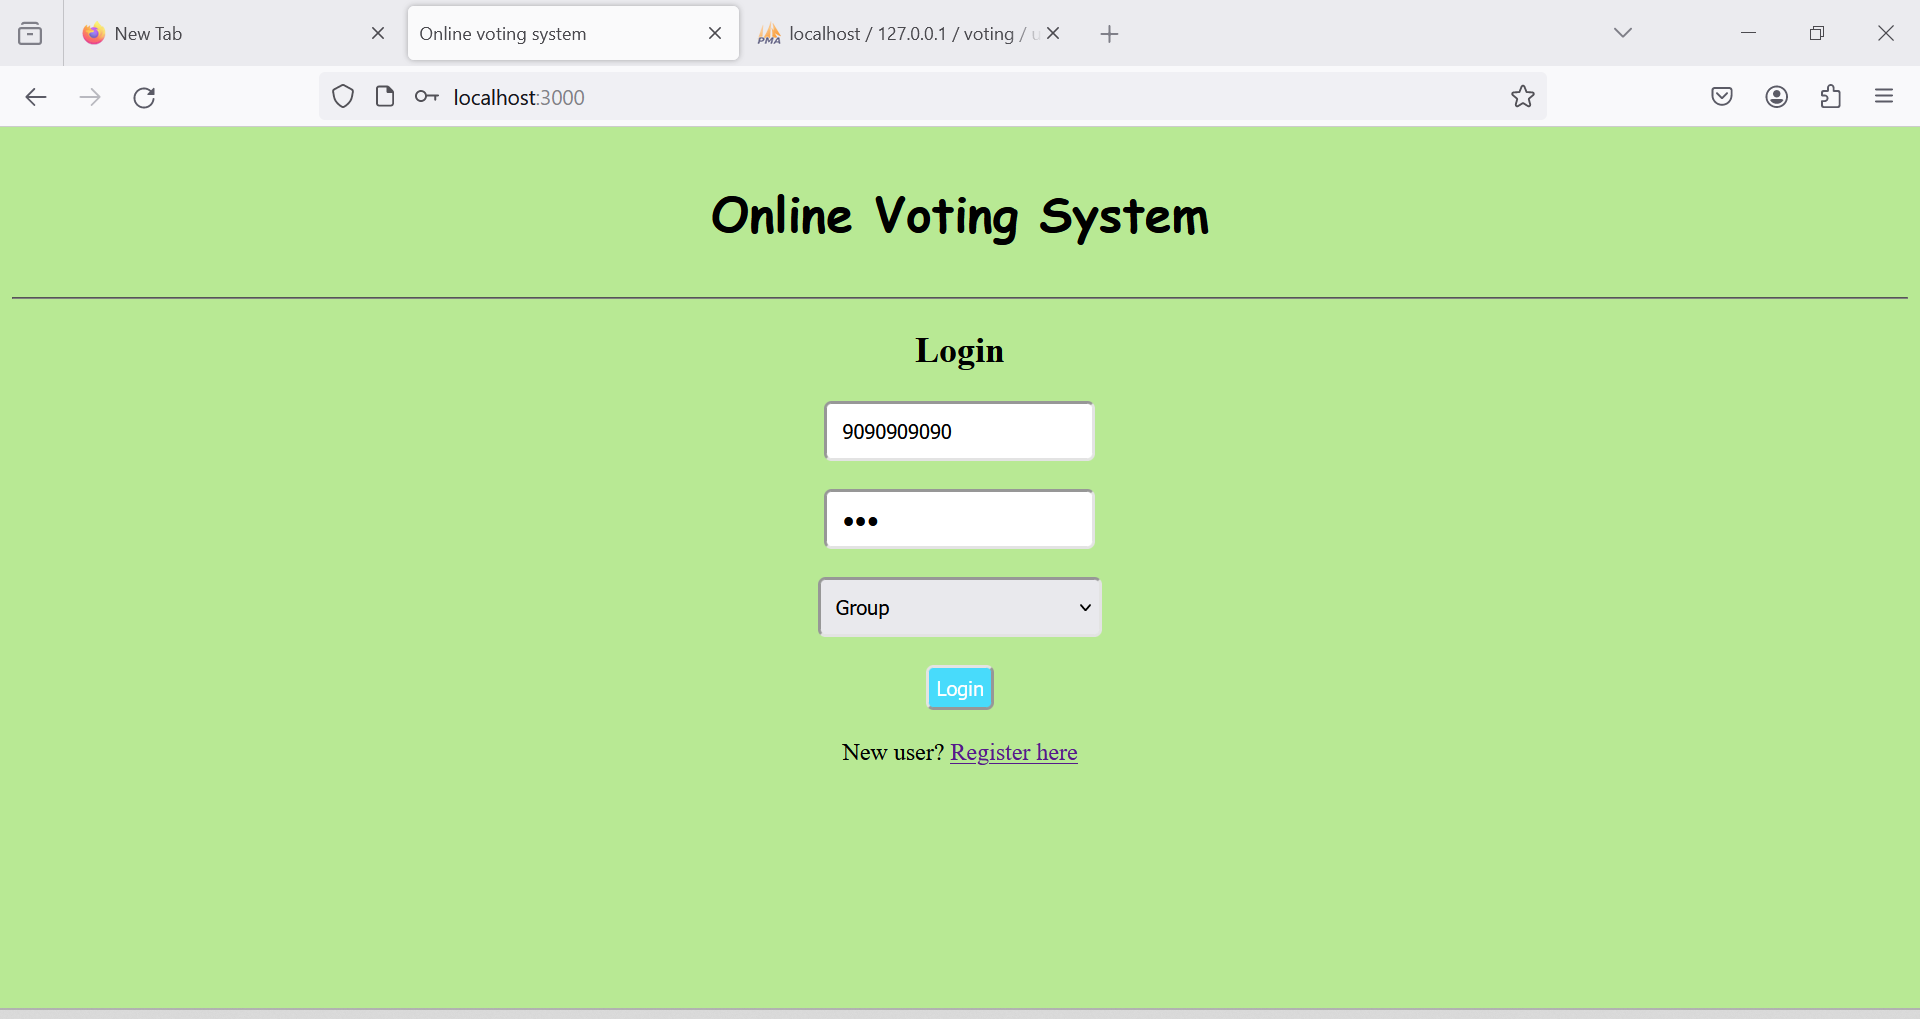 New Tab
Online voting system
PMA localhost / 127.0.0.1 / voting / u
localhost:3000
Online Voting System
Login
9090909090
•••
Group
Login
New user? Register here